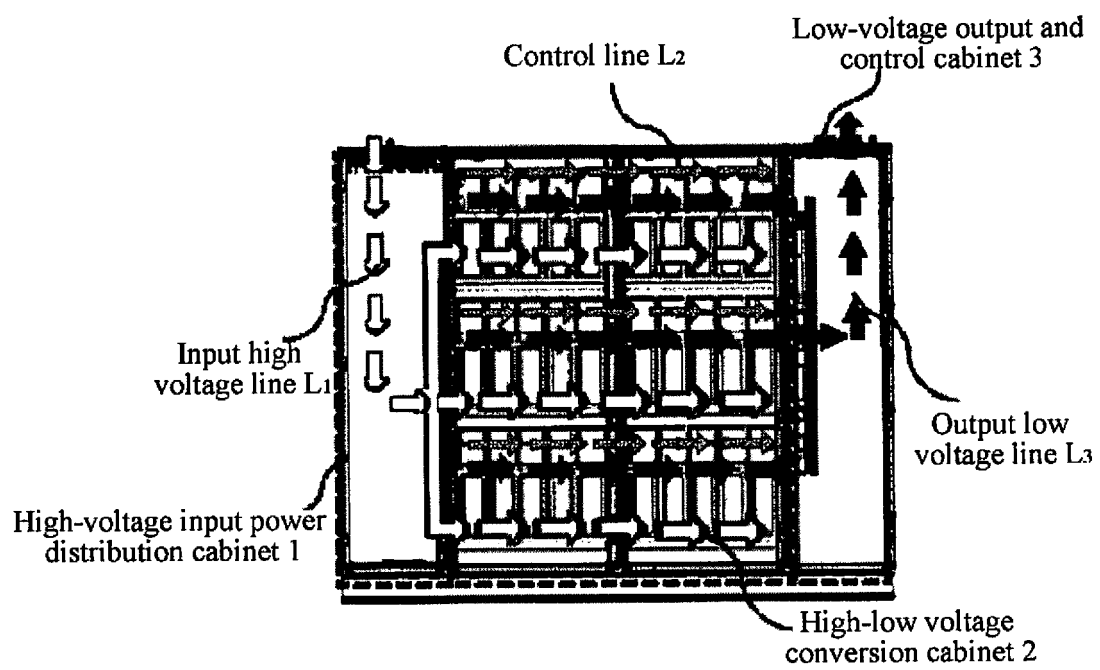 Low-voltage output and
control cabinet 3
Control line L2
Input high
voltage line L1
Output low
voltage line L3
High-voltage input power
distribution cabinet 1
High-low voltage
conversion cabinet 2